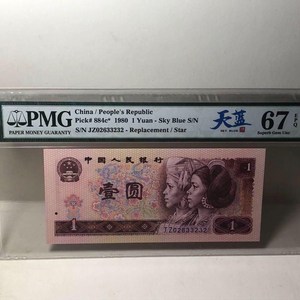 PMG
PAPER MONEY GUARANTY
China / People's Republic
Pick# 884c* 1980 1 Yuan - Sky Blue S/N
S/N JZ02633232 - Replacement / Star
天蓝
67 EPQ
Superb Gem Unc
中国人民银行
1
壹圆
JZ02633232
1